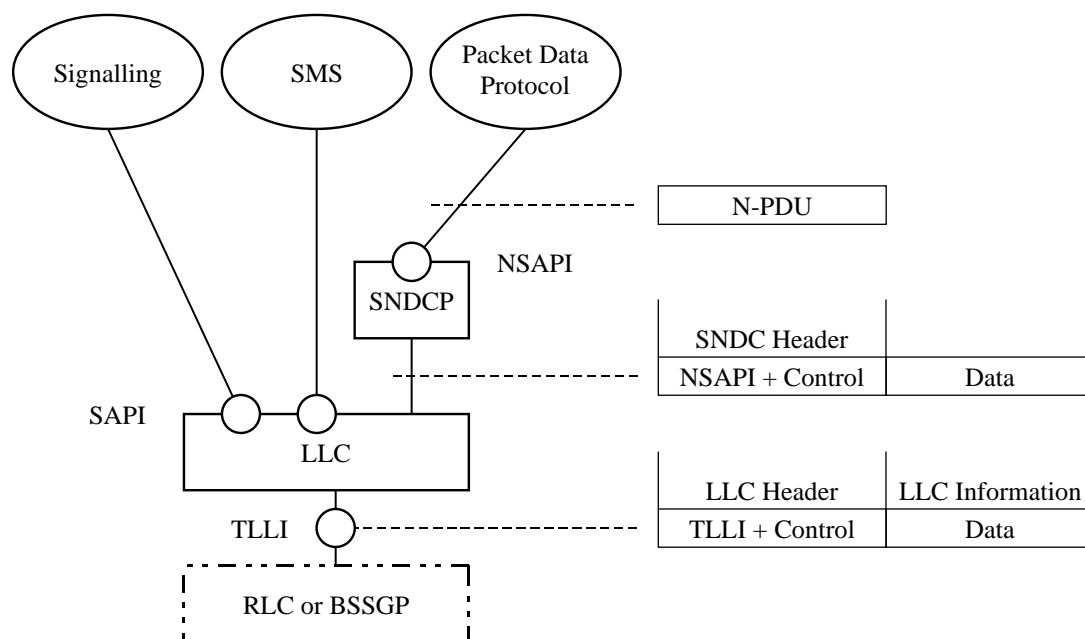 Signalling
SMS
Packet Data
Protocol
N-PDU
NSAPI
SNDCP
SNDC Header
NSAPI + Control
Data
SAPI
LLC
LLC Header
LLC Information
TLLI
TLLI + Control
Data
RLC or BSSGP